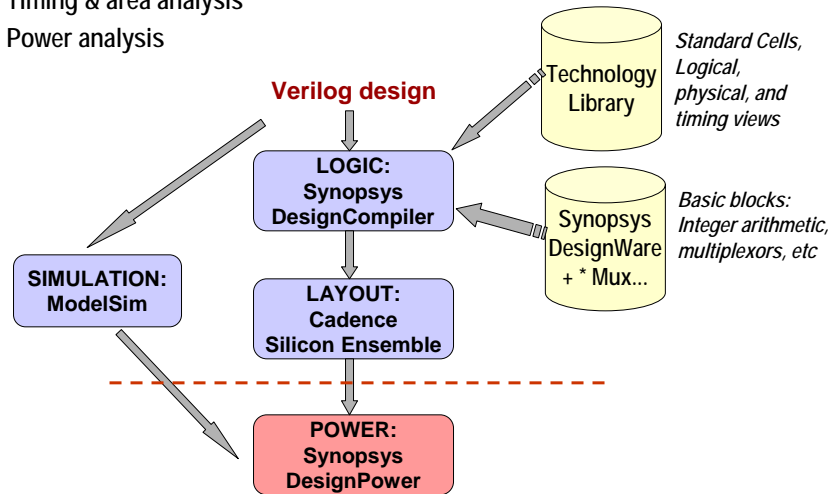 Timing & area analysis
Power analysis
Verilog design
Technology
Library
Standard Cells,
Logical,
physical, and
timing views
LOGIC:
Synopsys
DesignCompiler
Synopsys
DesignWare
+ * Mux...
Basic blocks:
Integer arithmetic,
multiplexors, etc
SIMULATION:
ModelSim
LAYOUT:
Cadence
Silicon Ensemble
POWER:
Synopsys
DesignPower